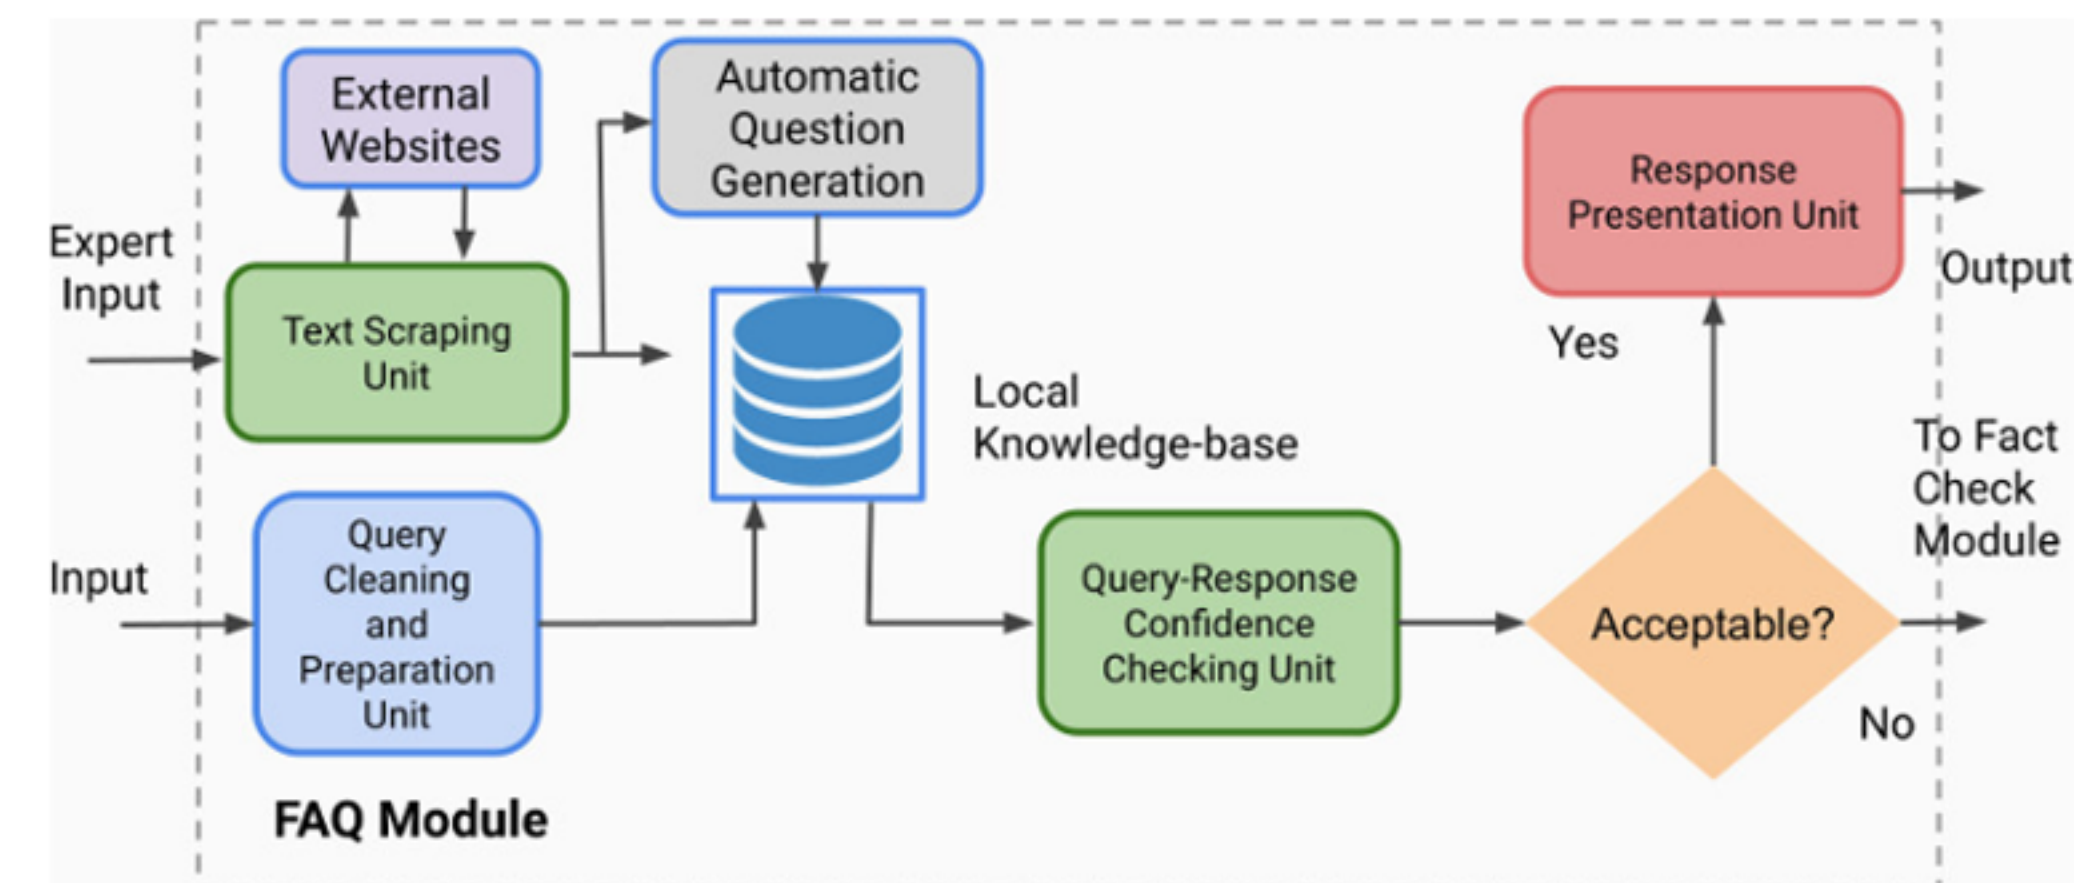 External
Websites
Automatic
Question
Generation
Response
Presentation Unit
Expert
Input
Text Scraping
Unit
Output
Yes
Local
Knowledge-base
To Fact
Check
Module
Query
Cleaning
and
Preparation
Unit
Input
Query-Response
Confidence
Checking Unit
Acceptable?
No
FAQ Module